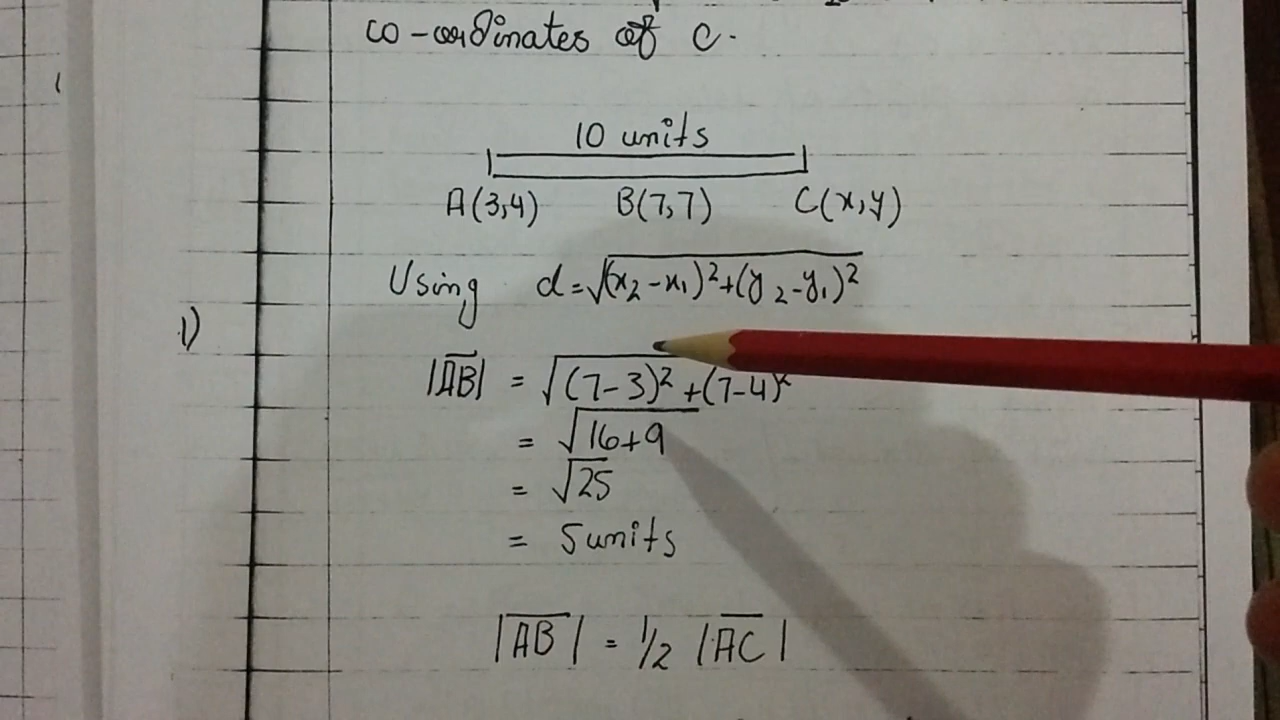 co-ordinates of C.
10 units
A(3,4) B(7,7) C(x,y)
Using d=√(x₂-x₁)²+(y₂-y₁)²
1)
|AB| = √(7-3)²+(7-4)²
= √16+9
= √25
= 5units
|AB| = 1/2 |AC|